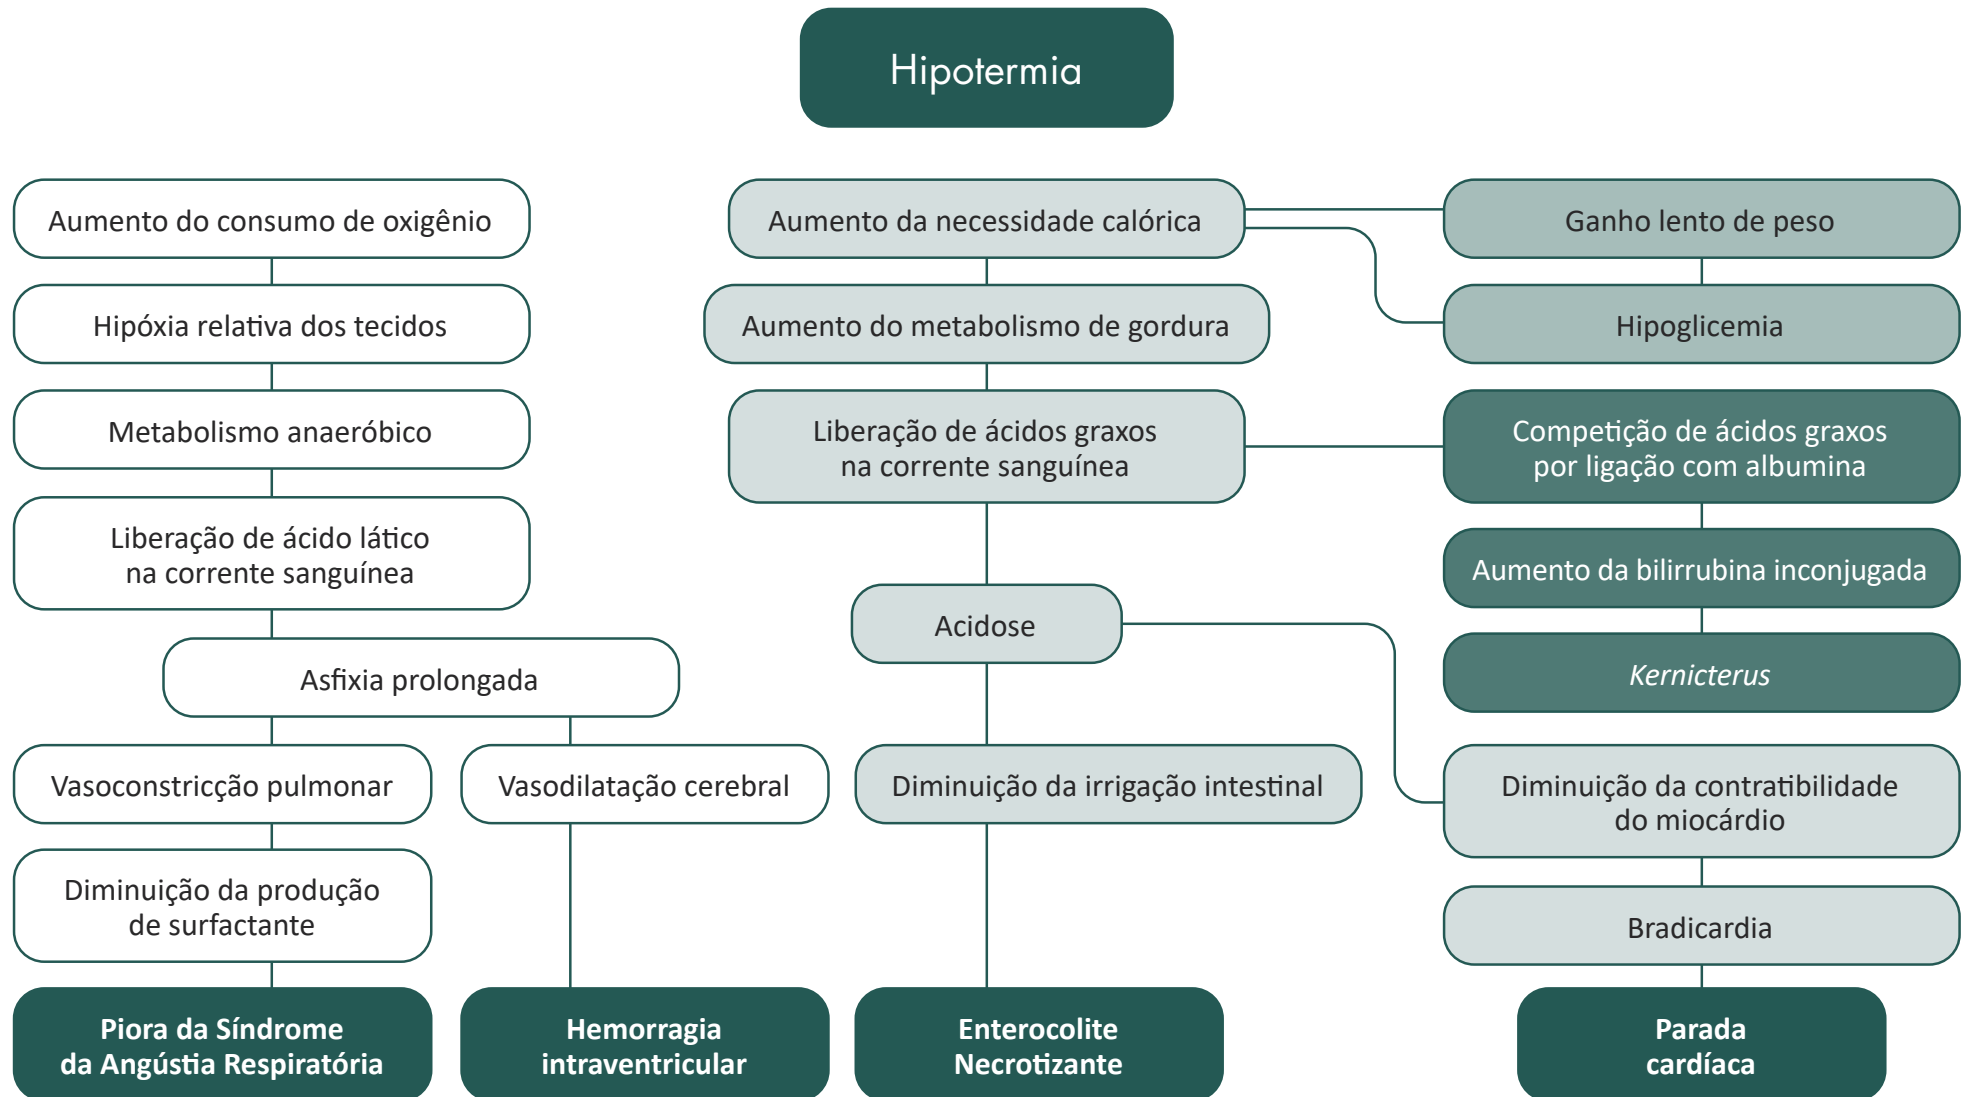 Hipotermia
Aumento do consumo de oxigênio
Hipóxia relativa dos tecidos
Metabolismo anaeróbico
Liberação de ácido lático
na corrente sanguínea
Asfixia prolongada
Vasoconstricção pulmonar
Diminuição da produção
de surfactante
Piora da Síndrome
da Angústia Respiratória
Vasodilatação cerebral
Hemorragia
intraventricular
Aumento da necessidade calórica
Aumento do metabolismo de gordura
Liberação de ácidos graxos
na corrente sanguínea
Acidose
Diminuição da irrigação intestinal
Enterocolite
Necrotizante
Ganho lento de peso
Hipoglicemia
Competição de ácidos graxos
por ligação com albumina
Aumento da bilirrubina inconjugada
Kernicterus
Diminuição da contratibilidade
do miocárdio
Bradicardia
Parada
cardíaca